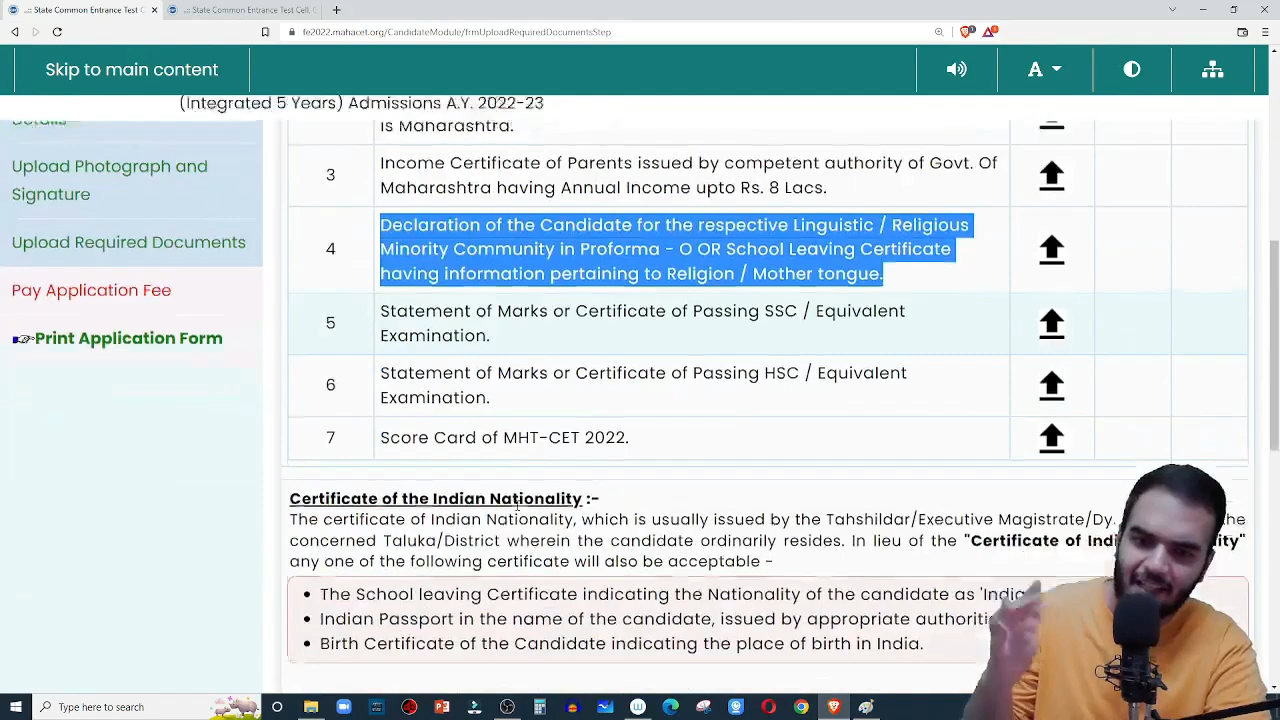 .:: State Common Entrance Test C
.:: State Common Entrance Test Cell, G
fe2022.mahacet.org/CandidateModule/frmUploadRequiredDocumentsStep
Skip to main content
A
(Integrated 5 Years) Admissions A.Y. 2022-23
Details
Upload Photograph and
Signature
Upload Required Documents
Pay Application Fee
Print Application Form
is Maharashtra.
3
Income Certificate of Parents issued by competent authority of Govt. Of
Maharashtra having Annual Income upto Rs. 8 Lacs.
4
Declaration of the Candidate for the respective Linguistic / Religious
Minority Community in Proforma - O OR School Leaving Certificate
having information pertaining to Religion / Mother tongue.
5
Statement of Marks or Certificate of Passing SSC / Equivalent
Examination.
6
Statement of Marks or Certificate of Passing HSC / Equivalent
Examination.
7
Score Card of MHT-CET 2022.
Certificate of the Indian Nationality :-
The certificate of Indian Nationality, which is usually issued by the Tahshildar/Executive Magistrate/Dy. the
concerned Taluka/District wherein the candidate ordinarily resides. In lieu of the "Certificate of Indi ity"
any one of the following certificate will also be acceptable -
• The School leaving Certificate indicating the Nationality of the candidate as 'India
• Indian Passport in the name of the candidate, issued by appropriate authoriti
• Birth Certificate of the Candidate indicating the place of birth in India.
Type here to search